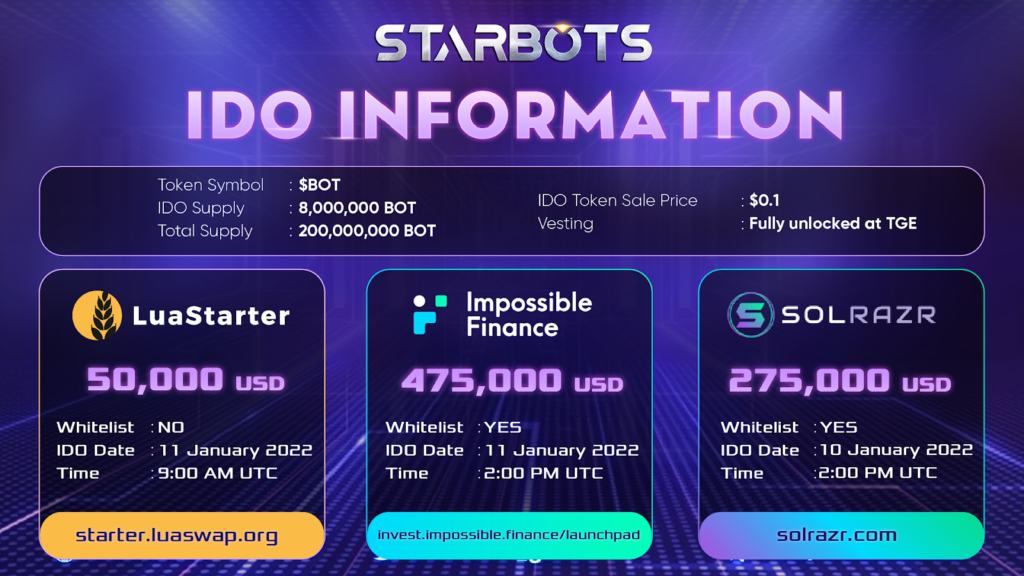 STARBOTS
IDO INFORMATION
Token Symbol : $BOT
IDO Supply : 8,000,000 BOT
Total Supply : 200,000,000 BOT
IDO Token Sale Price : $0.1
Vesting : Fully unlocked at TGE
LuaStarter
50,000 USD
Whitelist : NO
IDO Date : 11 January 2022
Time : 9:00 AM UTC
starter.luaswap.org
Impossible
Finance
475,000 USD
Whitelist : YES
IDO Date : 11 January 2022
Time : 2:00 PM UTC
invest.impossible.finance/launchpad
SOLRAZR
275,000 USD
Whitelist : YES
IDO Date : 10 January 2022
Time : 2:00 PM UTC
solrazr.com